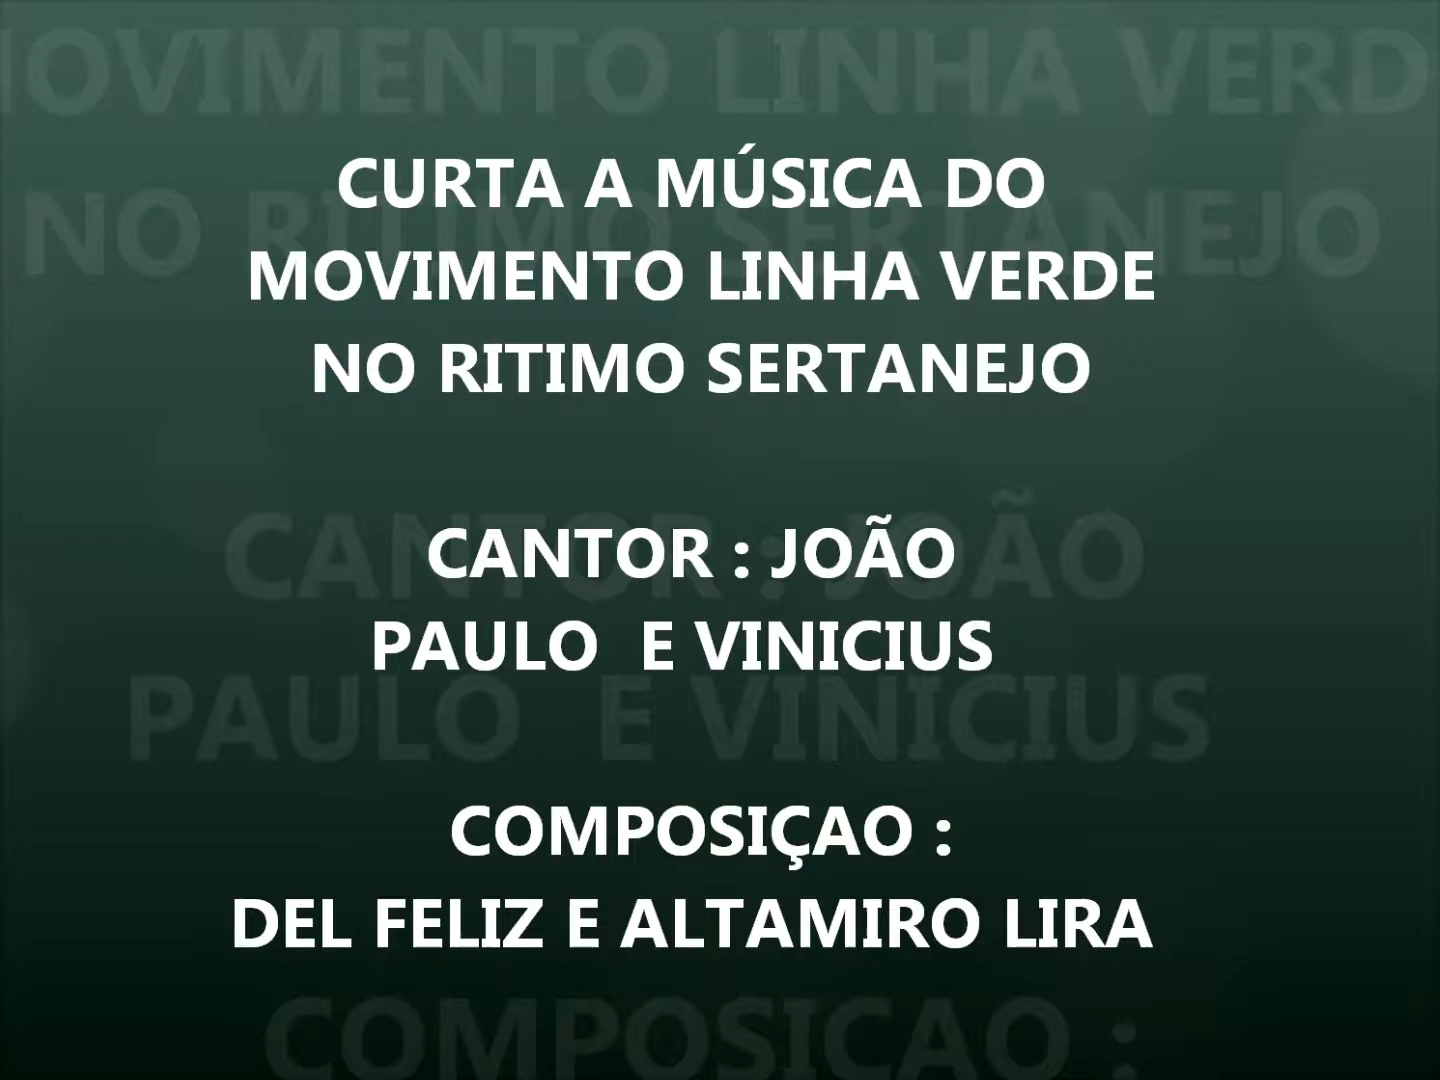 CURTA A MÚSICA DO
MOVIMENTO LINHA VERDE
NO RITIMO SERTANEJO
CANTOR : JOÃO
PAULO E VINICIUS
COMPOSIÇAO :
DEL FELIZ E ALTAMIRO LIRA